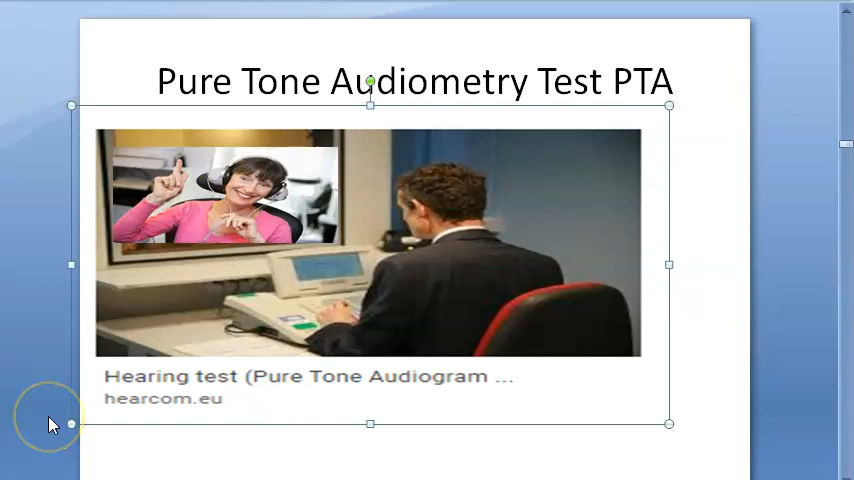 Pure Tone Audiometry Test PTA
Hearing test (Pure Tone Audiogram ...
hearcom.eu